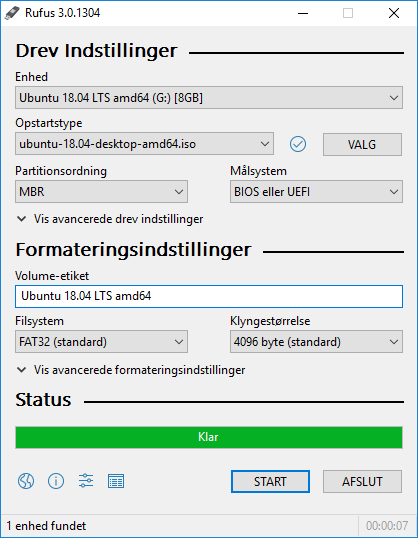 Rufus 3.0.1304
Drev Indstillinger
Enhed
Ubuntu 18.04 LTS amd64 (G:) [8GB]
Opstartstype
ubuntu-18.04-desktop-amd64.iso
VALG
Partitionsordning
Målsystem
MBR
BIOS eller UEFI
Vis avancerede drev indstillinger
Formateringsindstillinger
Volume-etiket
Ubuntu 18.04 LTS amd64
Filsystem
Klyngestørrelse
FAT32 (standard)
4096 byte (standard)
Vis avancerede formateringsindstillinger
Status
Klar
START
AFSLUT
1 enhed fundet
00:00:07